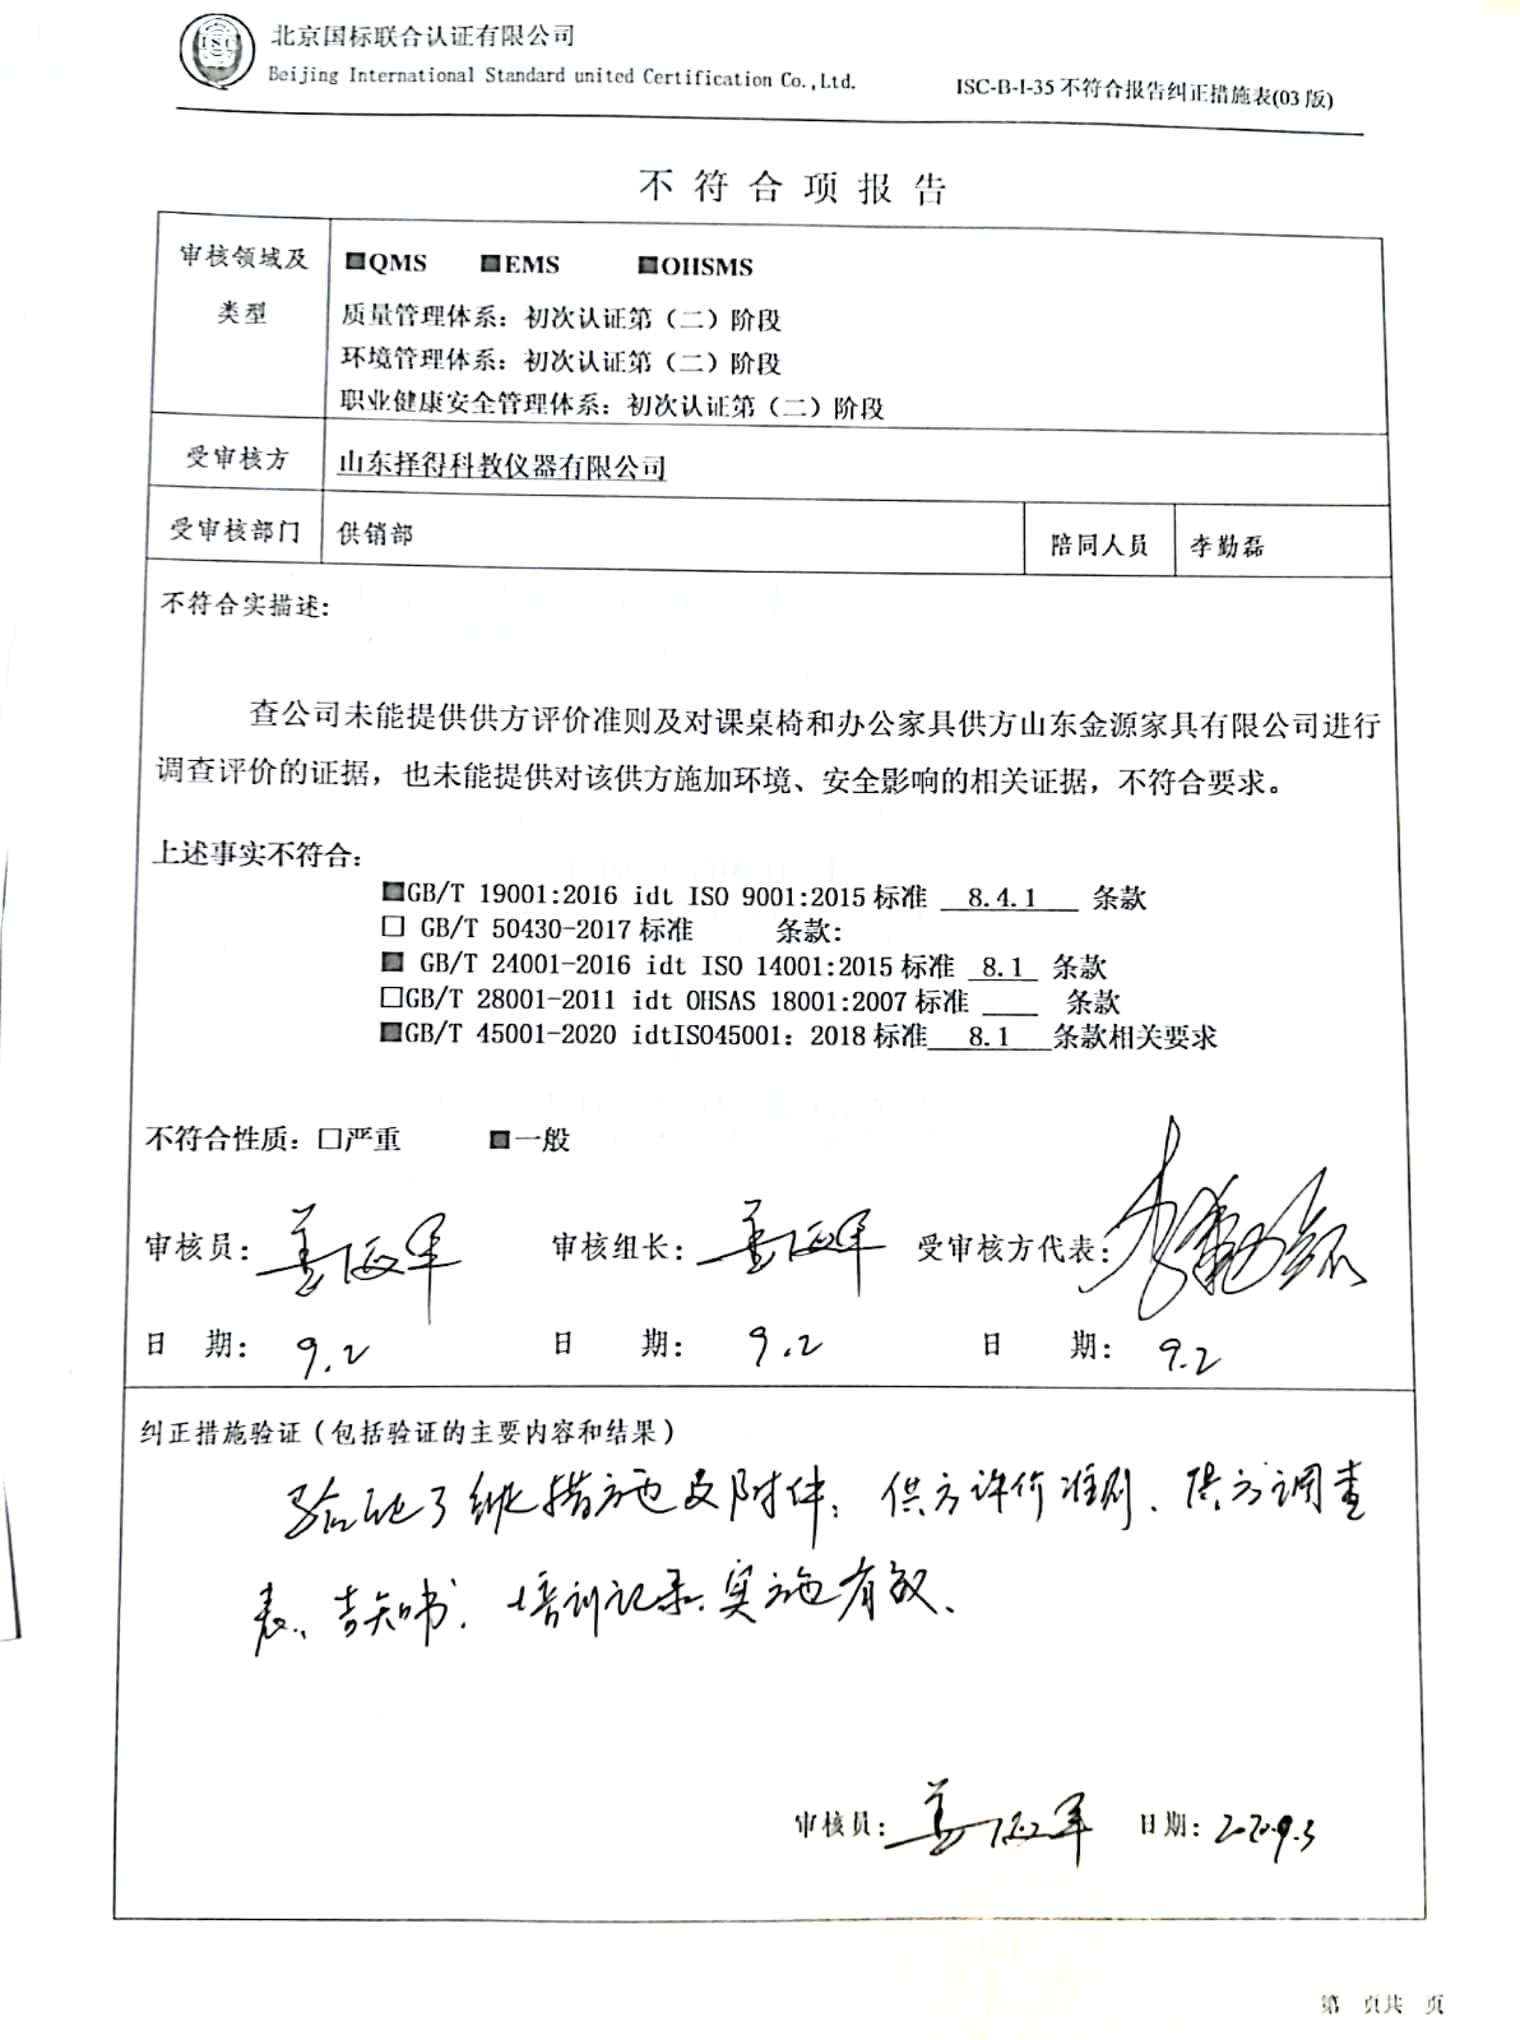 北京国标联合认证有限公司
Beijing International Standard united Certification Co.,Ltd.
ISC-B-I-35 不符合报告纠正措施表(03 版)
不符合项报告
审核领域及
类型
■QMS ■EMS ■OHSMS
质量管理体系：初次认证第（二）阶段
环境管理体系：初次认证第（二）阶段
职业健康安全管理体系：初次认证第（二）阶段
受审核方 山东择得科教仪器有限公司
受审核部门 供销部 陪同人员 李勤磊
不符合实描述：
查公司未能提供供方评价准则及对课桌椅和办公家具供方山东金源家具有限公司进行
调查评价的证据，也未能提供对该供方施加环境、安全影响的相关证据，不符合要求。
上述事实不符合：
■GB/T 19001:2016 idt ISO 9001:2015 标准 8.4.1 条款
□ GB/T 50430-2017 标准 条款：
■ GB/T 24001-2016 idt ISO 14001:2015 标准 8.1 条款
□GB/T 28001-2011 idt OHSAS 18001:2007 标准 ____ 条款
■GB/T 45001-2020 idtISO45001：2018 标准 8.1 条款相关要求
不符合性质：□严重 ■一般
审核员： 审核组长： 受审核方代表：李勤磊
日 期：9.2 日 期：9.2 日 期：9.2
纠正措施验证（包括验证的主要内容和结果）
验证了纠正措施及附件：供方评价准则、供方调查
表、告知书、培训记录.实施有效、
审核员： 日期：2020.9.3
第 页共 页